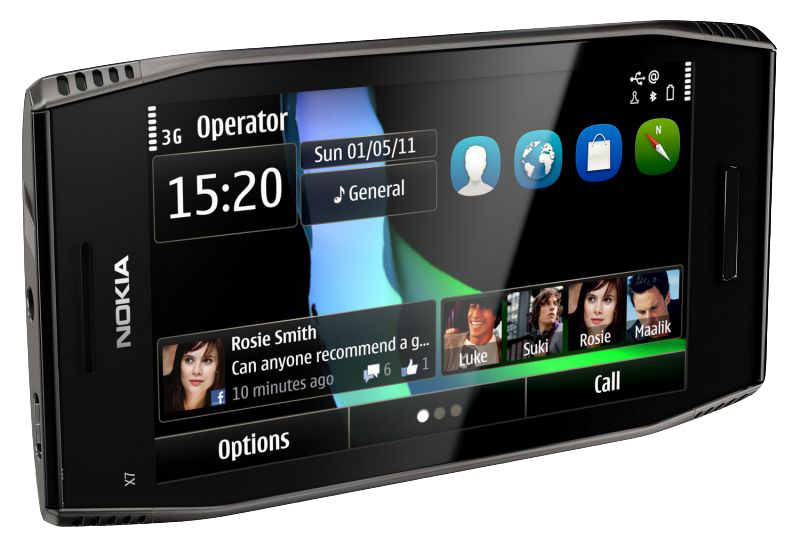 3G Operator
15:20
Sun 01/05/11
General
N
Rosie Smith
Can anyone recommend a g...
10 minutes ago 6 1
f
Luke
Suki
Rosie
Maalik
Options
Call
NOKIA
X7